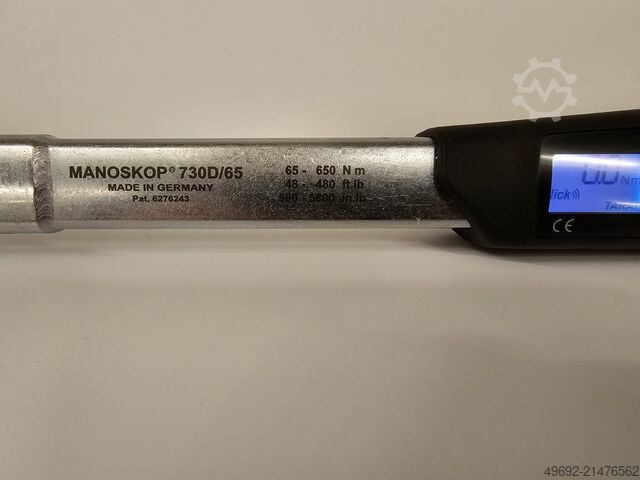 MANOSKOP® 730D/65
MADE IN GERMANY
Pat. 6276243
65 - 650 N m
48 - 480 ft.lb
580 - 5800 in.lb
0.0 Nm
lick
CE
49692-21476562